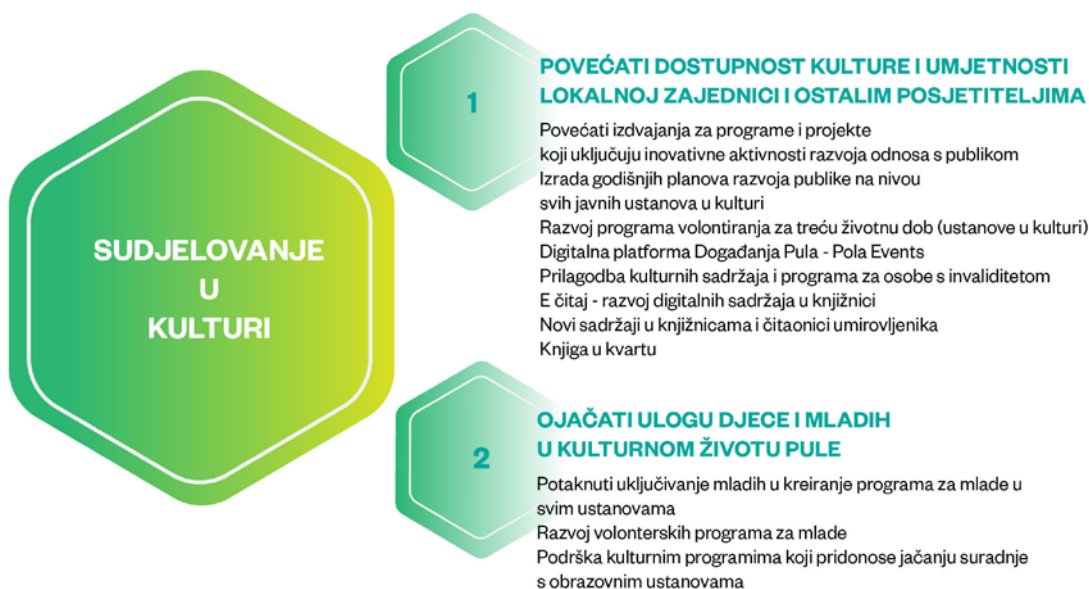 SUDJELOVANJE
U
KULTURI
1
POVEĆATI DOSTUPNOST KULTURE I UMJETNOSTI
LOKALNOJ ZAJEDNICI I OSTALIM POSJETITELJIMA
Povećati izdvajanja za programe i projekte
koji uključuju inovativne aktivnosti razvoja odnosa s publikom
Izrada godišnjih planova razvoja publike na nivou
svih javnih ustanova u kulturi
Razvoj programa volontiranja za treću životnu dob (ustanove u kulturi)
Digitalna platforma Događanja Pula - Pola Events
Prilagodba kulturnih sadržaja i programa za osobe s invaliditetom
E čitaj - razvoj digitalnih sadržaja u knjižnici
Novi sadržaji u knjižnicama i čitaonici umirovljenika
Knjiga u kvartu
2
OJAČATI ULOGU DJECE I MLADIH
U KULTURNOM ŽIVOTU PULE
Potaknuti uključivanje mladih u kreiranje programa za mlade u
svim ustanovama
Razvoj volonterskih programa za mlade
Podrška kulturnim programima koji pridonose jačanju suradnje
s obrazovnim ustanovama